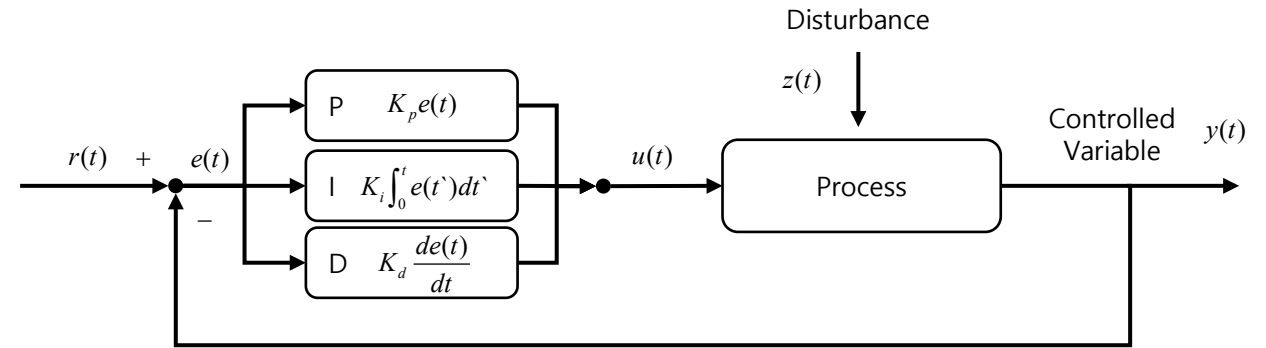 Disturbance
z(t)
P K_p e(t)
Controlled
Variable
y(t)
r(t) + e(t)
I K_i ∫_0^t e(t`)dt`
u(t)
Process
−
D K_d de(t)/dt